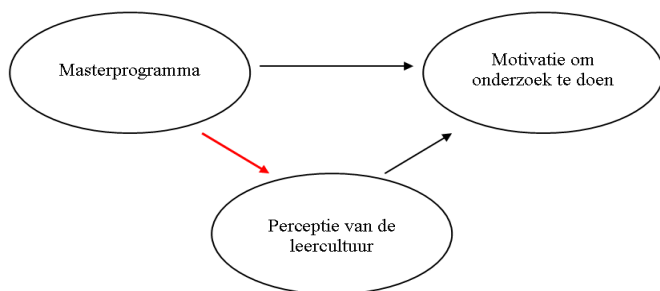 Masterprogramma
Motivatie om
onderzoek te doen
Perceptie van de
leercultuur